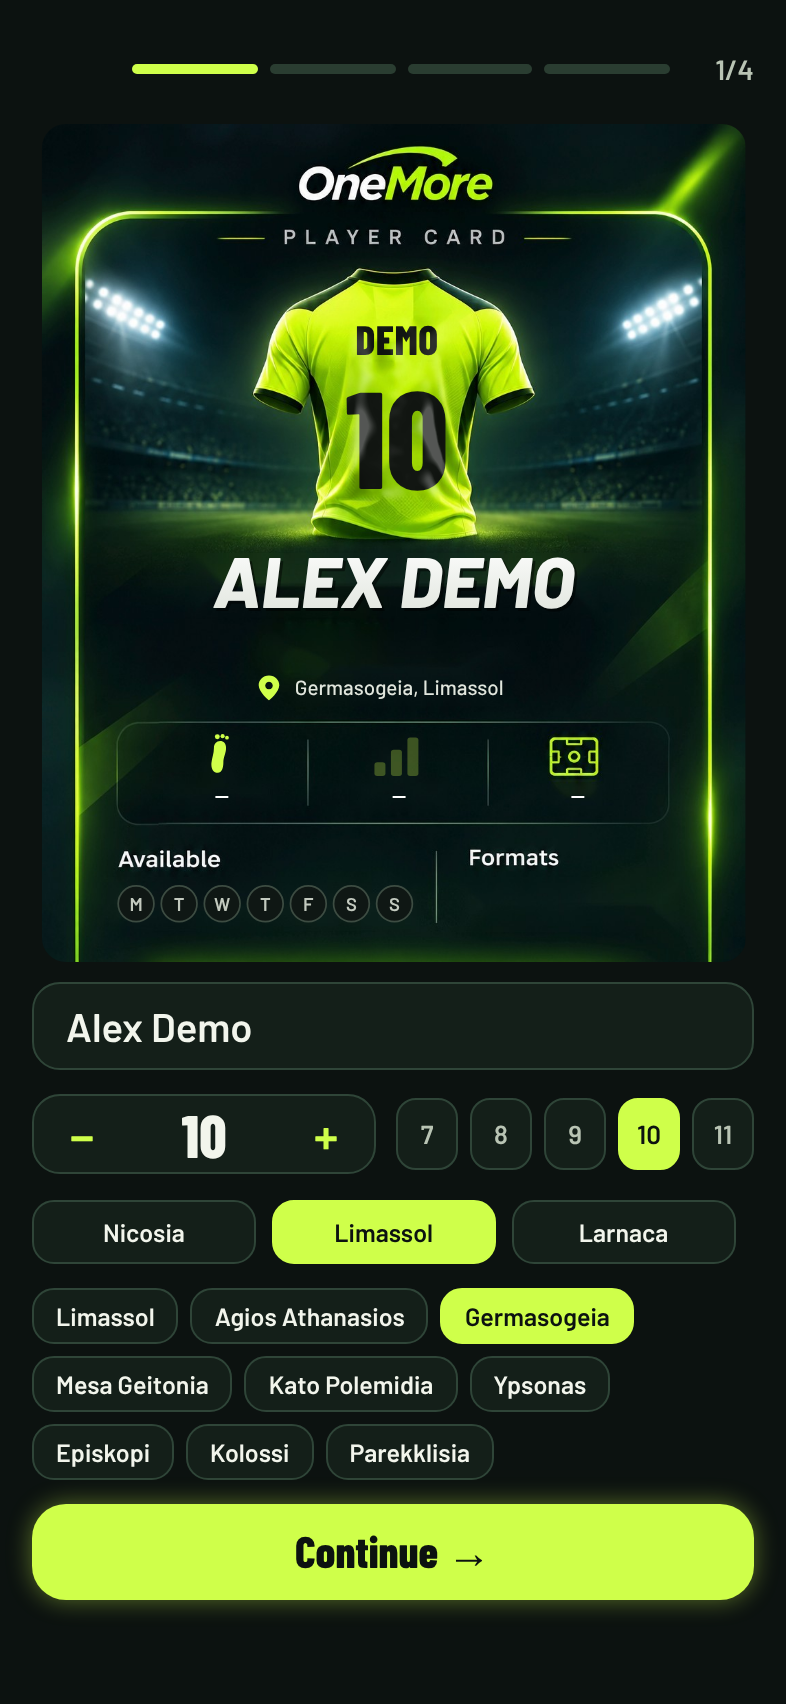 1/4
OneMore
PLAYER CARD
DEMO
10
ALEX DEMO
Germasogeia, Limassol
– – –
Available Formats
M T W T F S S
Alex Demo
− 10 + 7 8 9 10 11
Nicosia Limassol Larnaca
Limassol Agios Athanasios Germasogeia
Mesa Geitonia Kato Polemidia Ypsonas
Episkopi Kolossi Parekklisia
Continue →